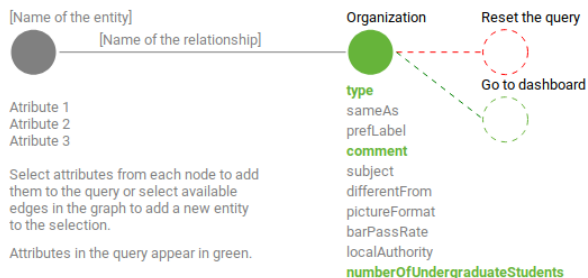 [Name of the entity]
[Name of the relationship]
Atribute 1
Atribute 2
Atribute 3
Select attributes from each node to add
them to the query or select available
edges in the graph to add a new entity
to the selection.
Attributes in the query appear in green.
Organization
type
sameAs
prefLabel
comment
subject
differentFrom
pictureFormat
barPassRate
localAuthority
numberOfUndergraduateStudents
Reset the query
Go to dashboard